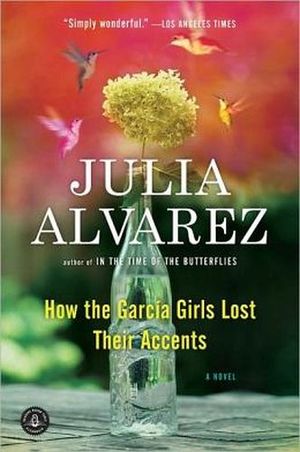 "Simply wonderful." —LOS ANGELES TIMES
JULIA
ALVAREZ
author of IN THE TIME OF THE BUTTERFLIES
How the García Girls Lost
Their Accents
A NOVEL